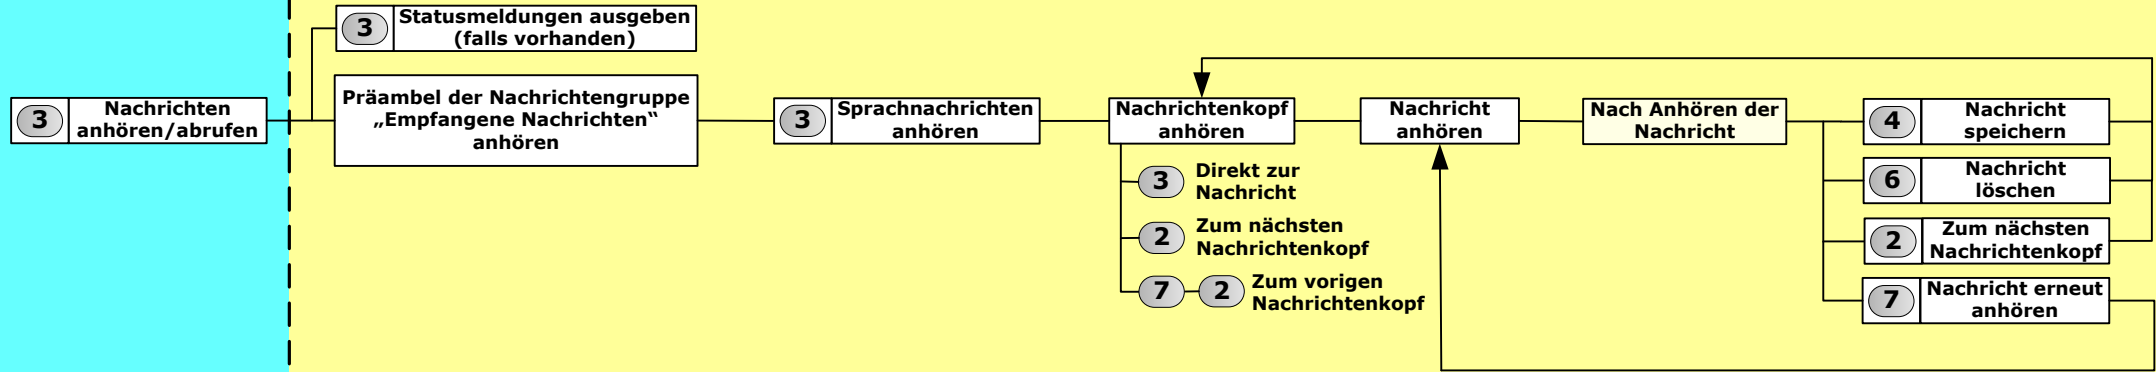 3 Statusmeldungen ausgeben
(falls vorhanden)
3 Nachrichten
anhören/abrufen
Präambel der Nachrichtengruppe
„Empfangene Nachrichten“
anhören
3 Sprachnachrichten
anhören
Nachrichtenkopf
anhören
3 Direkt zur
Nachricht
2 Zum nächsten
Nachrichtenkopf
7 2 Zum vorigen
Nachrichtenkopf
Nachricht
anhören
Nach Anhören der
Nachricht
4 Nachricht
speichern
6 Nachricht
löschen
2 Zum nächsten
Nachrichtenkopf
7 Nachricht erneut
anhören